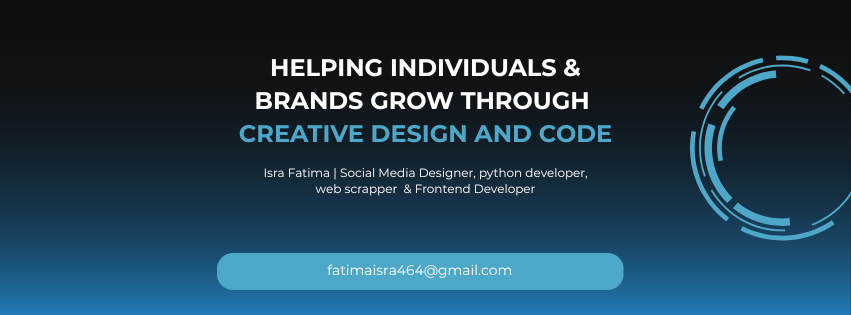 HELPING INDIVIDUALS &
BRANDS GROW THROUGH
CREATIVE DESIGN AND CODE
Isra Fatima | Social Media Designer, python developer,
web scrapper  & Frontend Developer
fatimaisra464@gmail.com